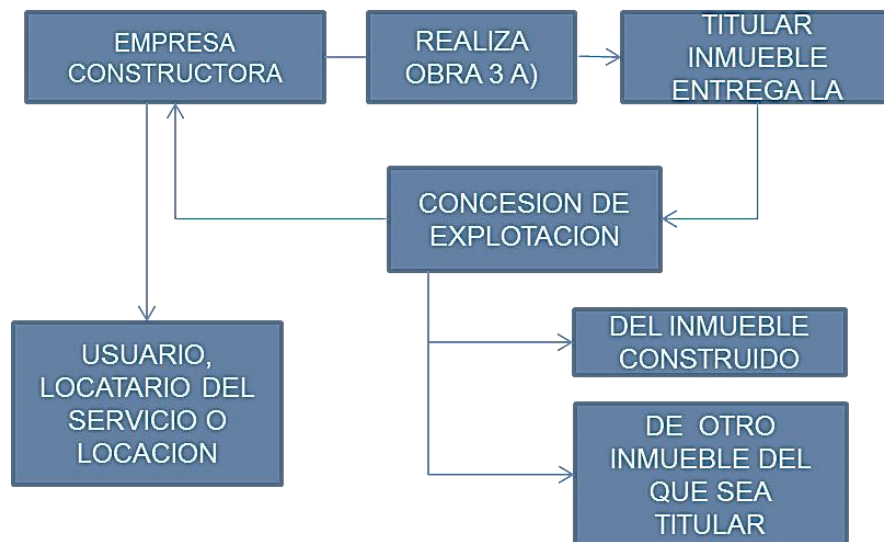 EMPRESA
CONSTRUCTORA
REALIZA
OBRA 3 A)
TITULAR
INMUEBLE
ENTREGA LA
CONCESION DE
EXPLOTACION
DEL INMUEBLE
CONSTRUIDO
USUARIO,
LOCATARIO DEL
SERVICIO O
LOCACION
DE OTRO
INMUEBLE DEL
QUE SEA
TITULAR